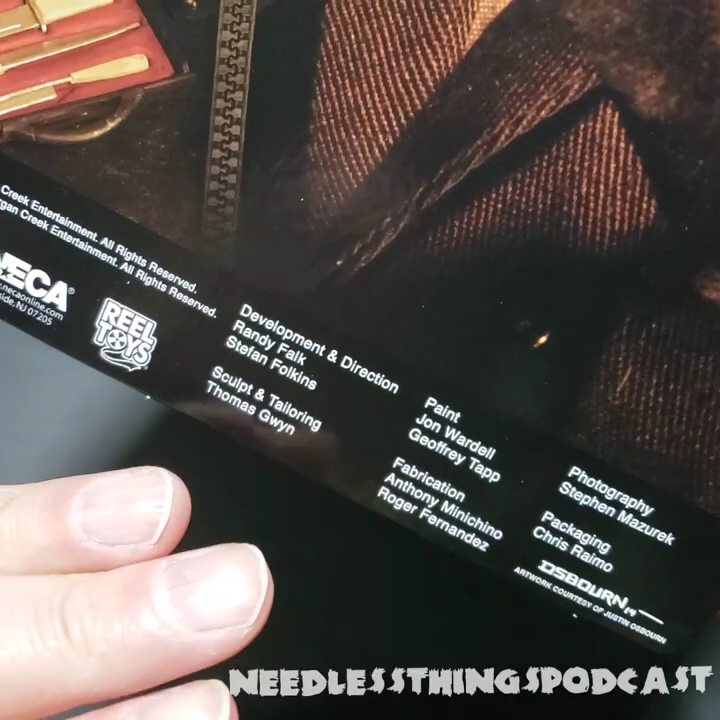 Creek Entertainment. All Rights Reserved.
gan Creek Entertainment. All Rights Reserved.
NECA®
necaonline.com
side, NJ 07205
REEL
TOYS
Development & Direction
Randy Falk
Stefan Folkins
Sculpt & Tailoring
Thomas Gwyn
Paint
Jon Wardell
Geoffrey Tapp
Fabrication
Anthony Minichino
Roger Fernandez
Photography
Stephen Mazurek
Packaging
Chris Raimo
OSBOURN 14
ARTWORK COURTESY OF JUSTIN OSBOURN
NEEDLESSTHINGSPODCAST